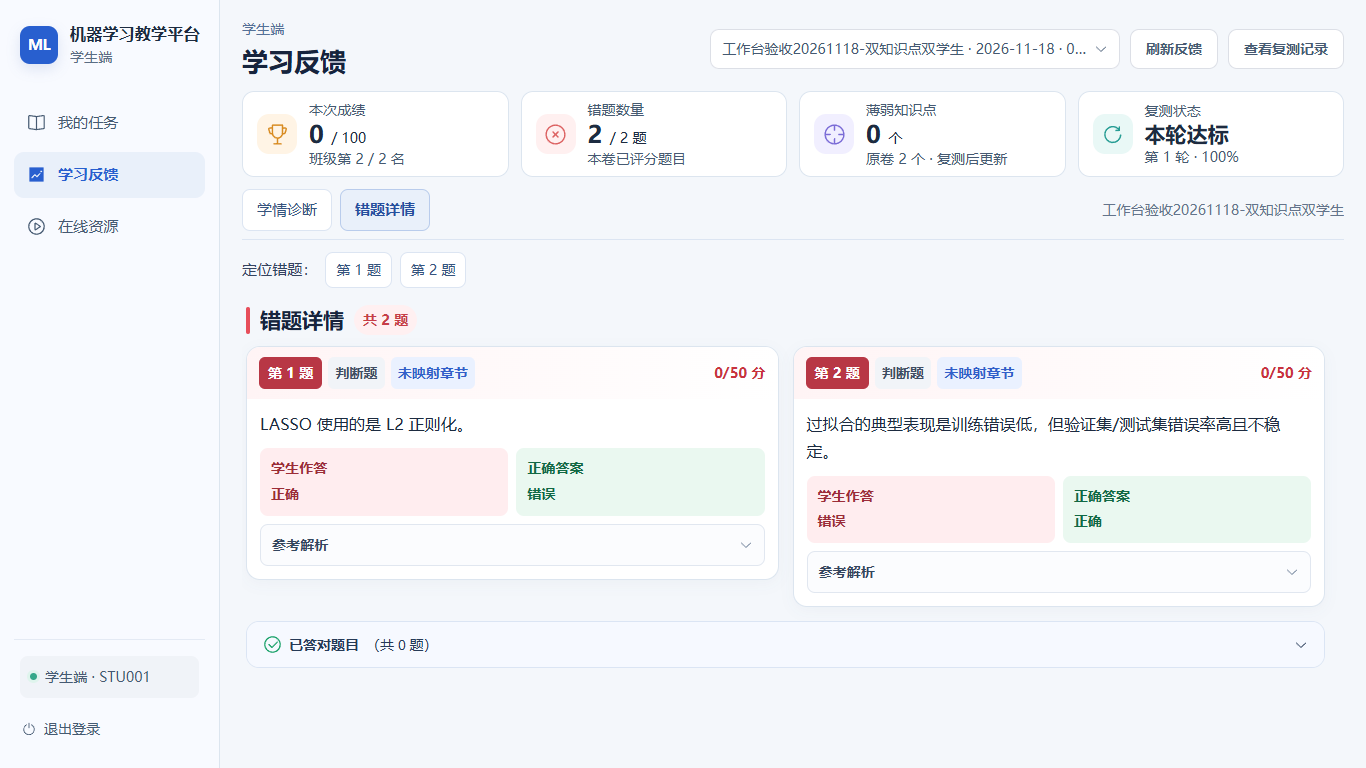 ML
机器学习教学平台
学生端
我的任务
学习反馈
在线资源
学生端 · STU001
退出登录
学生端
学习反馈
工作台验收20261118-双知识点双学生 · 2026-11-18 · 0...
刷新反馈
查看复测记录
本次成绩
0 / 100
班级第 2 / 2 名
错题数量
2 / 2 题
本卷已评分题目
薄弱知识点
0 个
原卷 2 个 · 复测后更新
复测状态
本轮达标
第 1 轮 · 100%
学情诊断
错题详情
工作台验收20261118-双知识点双学生
定位错题：
第 1 题
第 2 题
错题详情
共 2 题
第 1 题 判断题 未映射章节 0/50 分
LASSO 使用的是 L2 正则化。
学生作答
正确
正确答案
错误
参考解析
第 2 题 判断题 未映射章节 0/50 分
过拟合的典型表现是训练错误低，但验证集/测试集错误率高且不稳
定。
学生作答
错误
正确答案
正确
参考解析
已答对题目 （共 0 题）